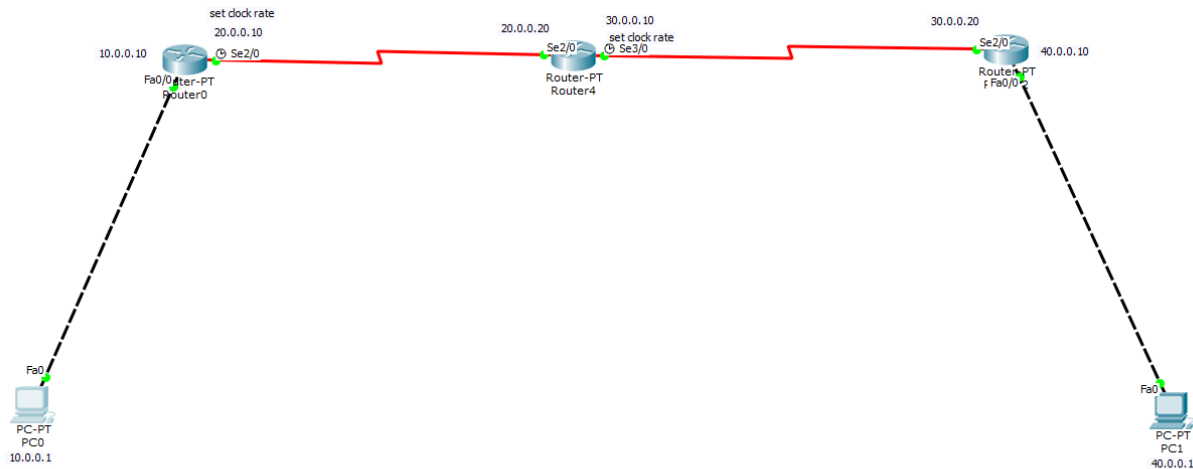 set clock rate
20.0.0.10
10.0.0.10
Se2/0
Fa0/0
Router0
20.0.0.20
30.0.0.10
set clock rate
Se2/0
Se3/0
Router-PT
Router4
30.0.0.20
Se2/0
40.0.0.10
Router-PT
Fa0/0
Fa0
PC-PT
PC0
10.0.0.1
Fa0
PC-PT
PC1
40.0.0.1